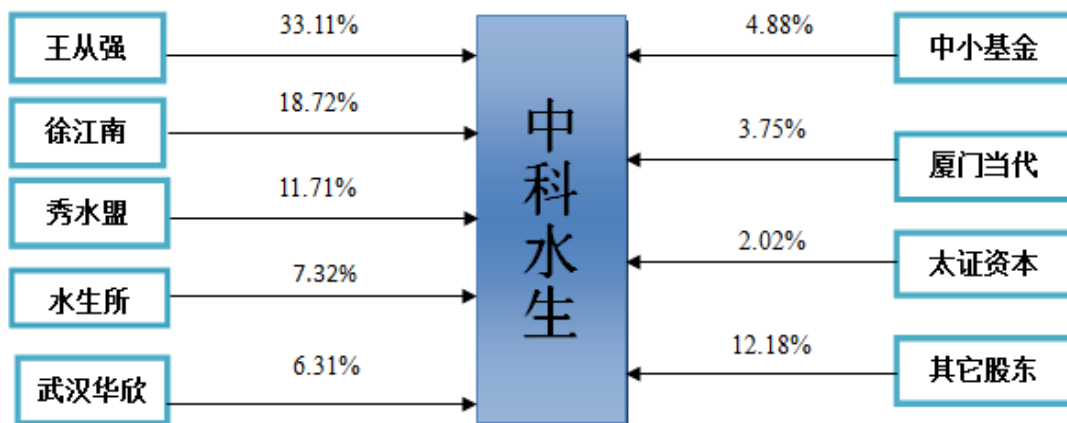 王从强
33.11%
徐江南
18.72%
秀水盟
11.71%
水生所
7.32%
武汉华欣
6.31%
中科水生
4.88%
中小基金
3.75%
厦门当代
2.02%
太证资本
12.18%
其它股东